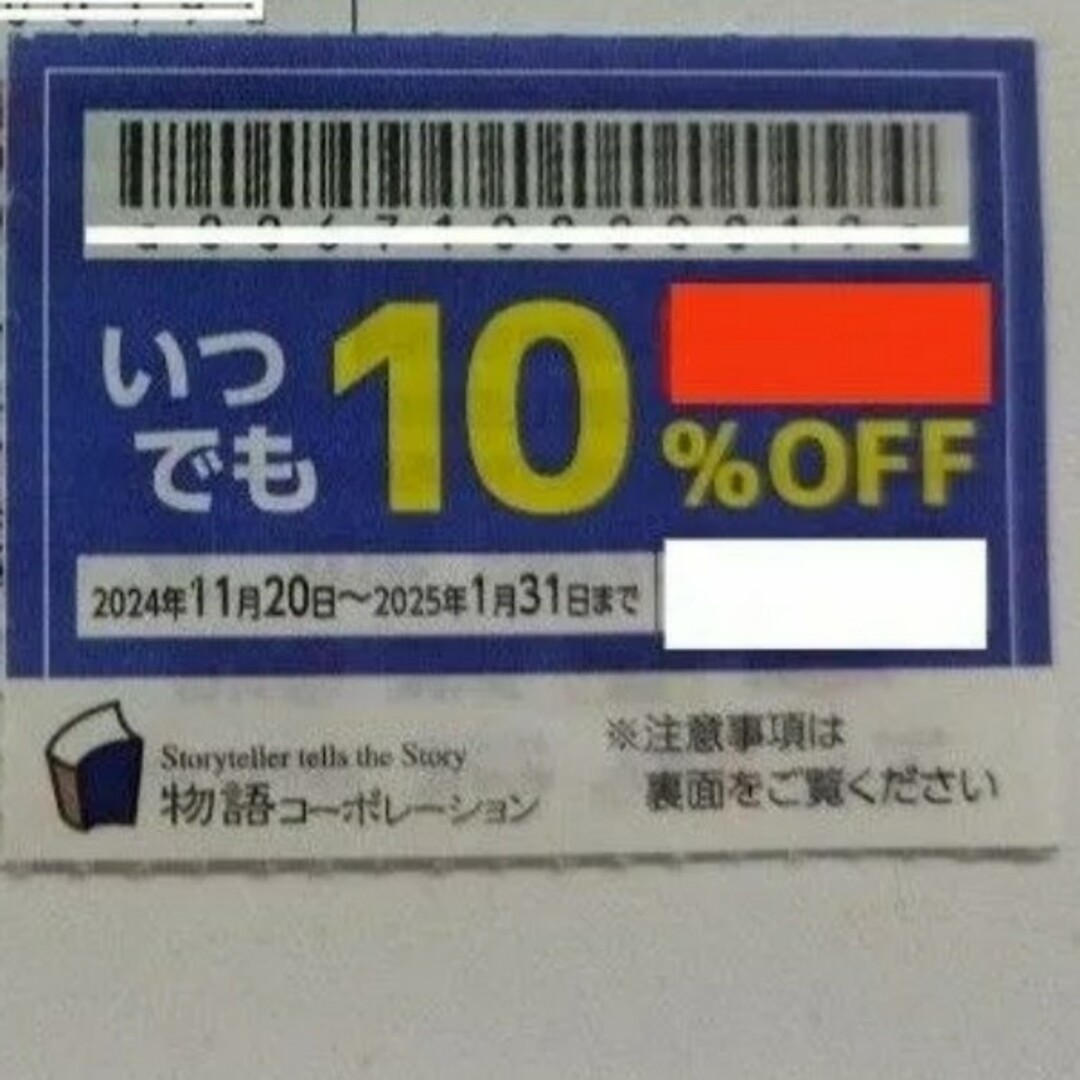 いつ
でも
10
%OFF
2024年11月20日～2025年1月31日まで
Storyteller tells the Story
物語コーポレーション
※注意事項は
裏面をご覧ください